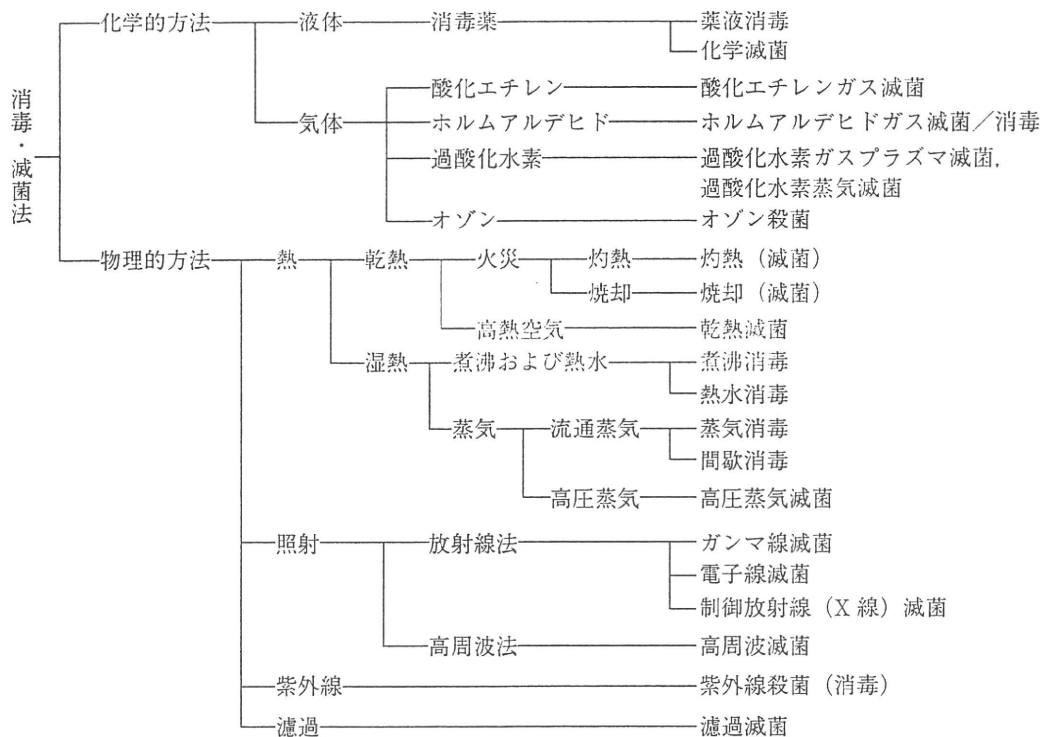 消毒・滅菌法
化学的方法 液体 消毒薬 薬液消毒
化学滅菌
気体 酸化エチレン 酸化エチレンガス滅菌
ホルムアルデヒド ホルムアルデヒドガス滅菌/消毒
過酸化水素 過酸化水素ガスプラズマ滅菌,
過酸化水素蒸気滅菌
オゾン オゾン殺菌
物理的方法 熱 乾熱 火災 灼熱 灼熱(滅菌)
焼却 焼却(滅菌)
高熱空気 乾熱滅菌
湿熱 煮沸および熱水 煮沸消毒
熱水消毒
蒸気 流通蒸気 蒸気消毒
間歇消毒
高圧蒸気 高圧蒸気滅菌
照射 放射線法 ガンマ線滅菌
電子線滅菌
制御放射線(X 線)滅菌
高周波法 高周波滅菌
紫外線 紫外線殺菌(消毒)
濾過 濾過滅菌